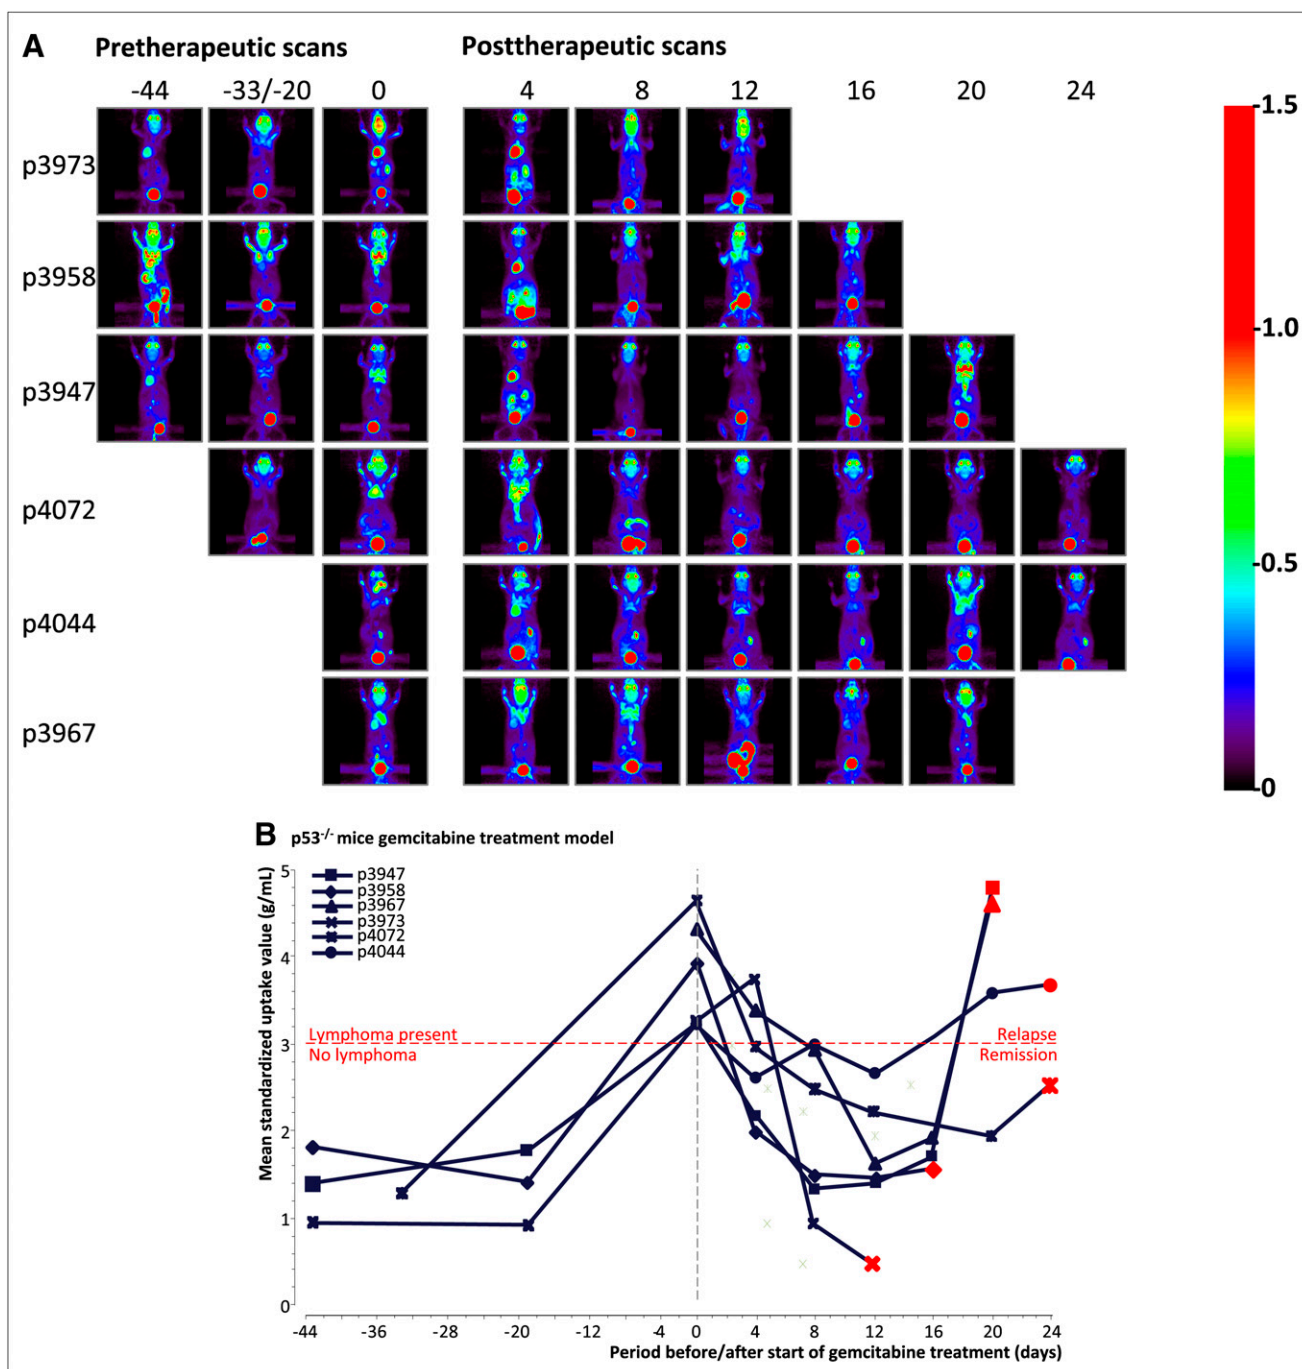 A Pretherapeutic scans Posttherapeutic scans
-44 -33/-20 0 4 8 12 16 20 24
p3973
p3958
p3947
p4072
p4044
p3967
-1.5
-1.0
-0.5
-0
B p53-/- mice gemcitabine treatment model
Mean standardized uptake value (g/mL)
5
4
3
2
1
0
p3947
p3958
p3967
p3973
p4072
p4044
Lymphoma present Relapse
No lymphoma Remission
-44 -36 -28 -20 -12 -4 0 4 8 12 16 20 24
Period before/after start of gemcitabine treatment (days)